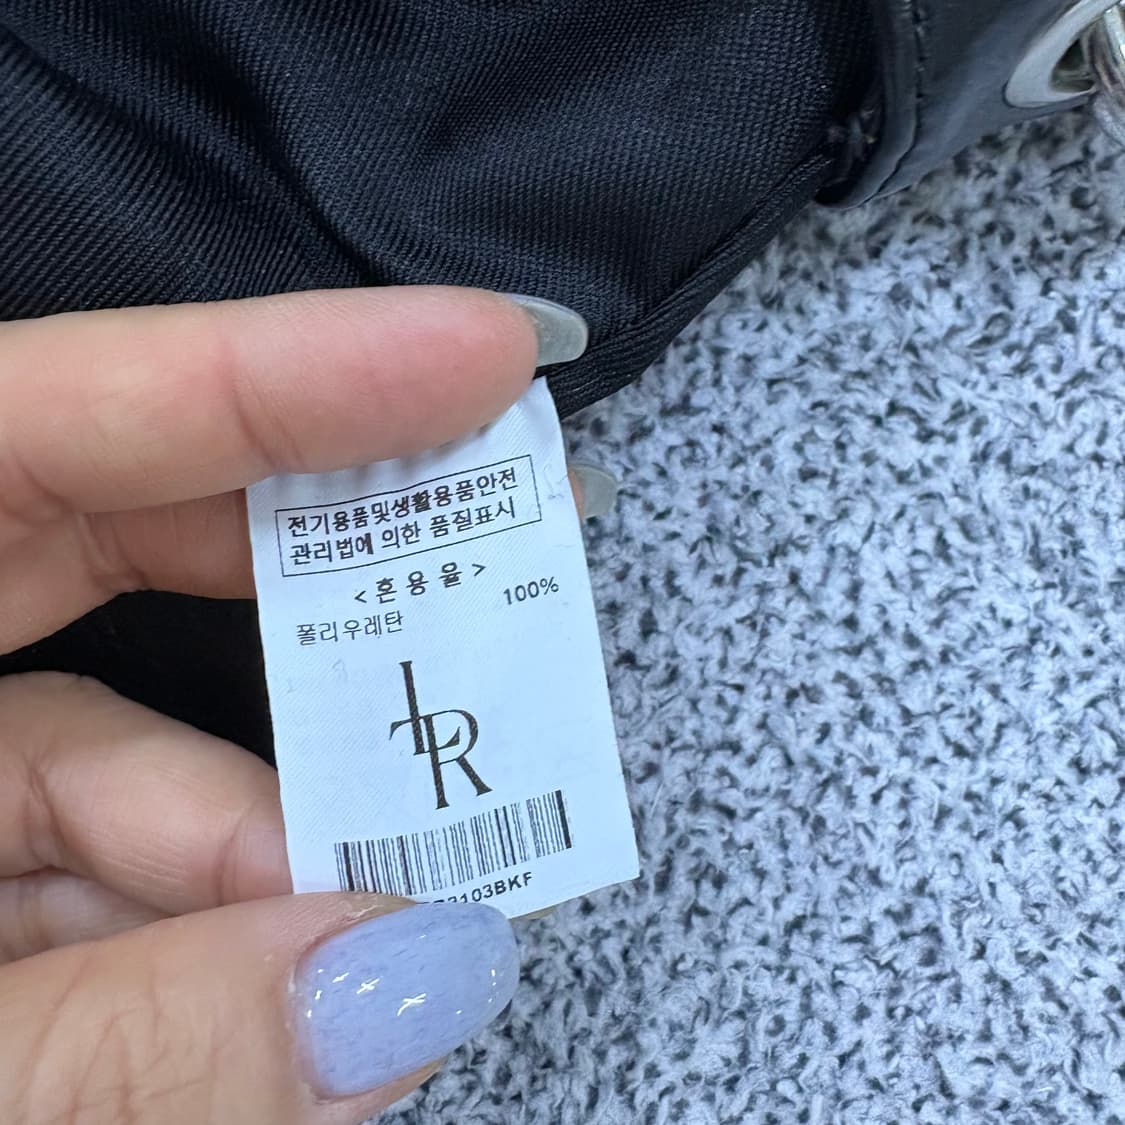 전기용품및생활용품안전
관리법에 의한 품질표시
<혼용율>
폴리우레탄 100%
LR
3103BKF